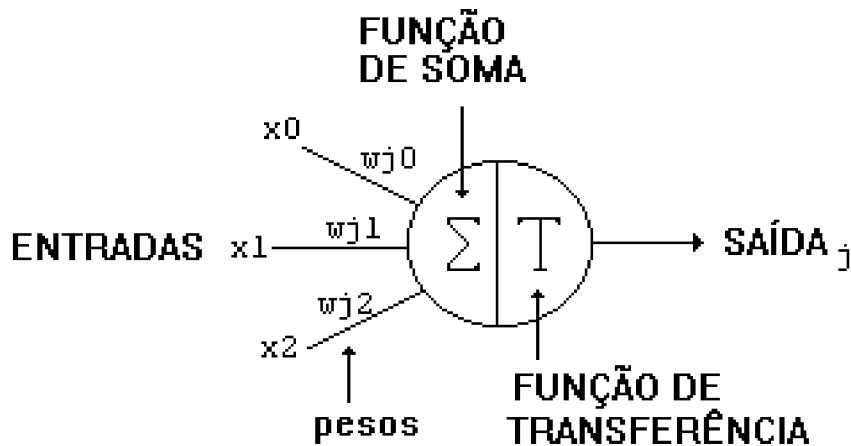 FUNÇÃO
DE SOMA
x0
wj0
ENTRADAS
x1
wj1
Σ
T
SAÍDA j
wj2
x2
pesos
FUNÇÃO DE
TRANSFERÊNCIA